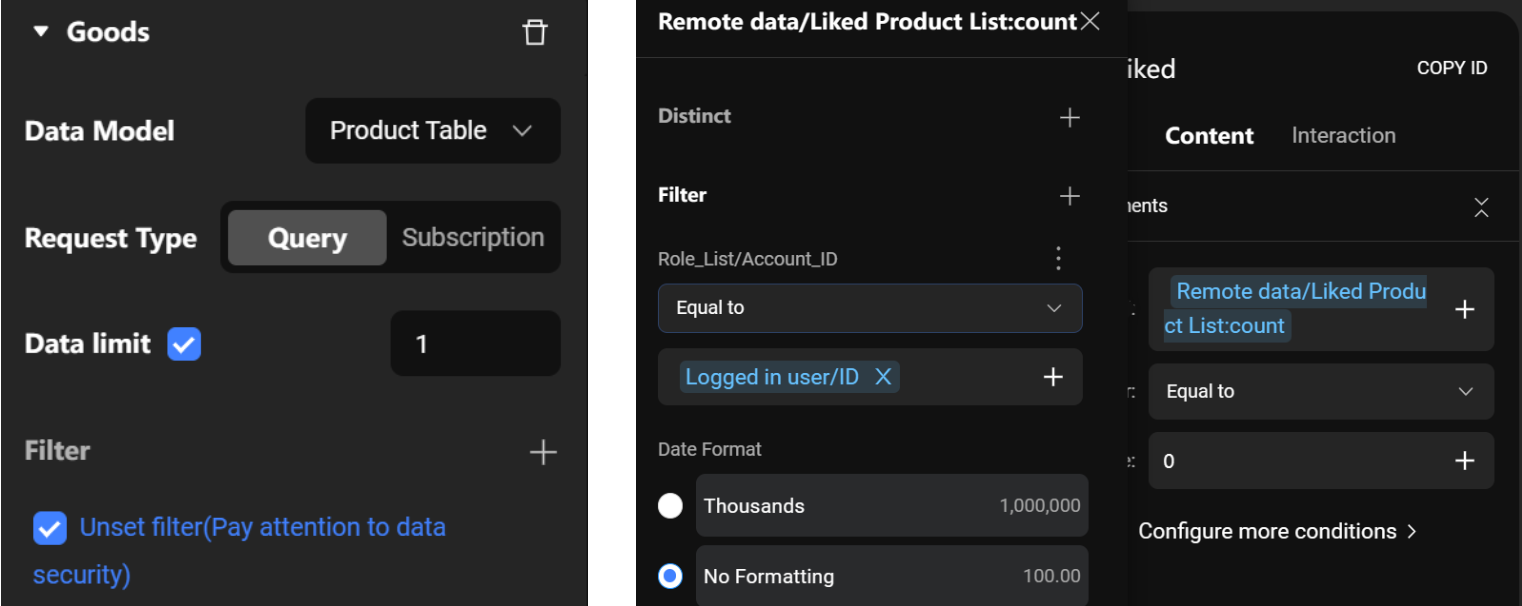 Goods
Data Model
Product Table
Request Type
Query
Subscription
Data limit
1
Filter
Unset filter(Pay attention to data
security)
Remote data/Liked Product List:count
Distinct
Filter
Role_List/Account_ID
Equal to
Logged in user/ID X
Date Format
Thousands
1,000,000
No Formatting
100.00
iked
COPY ID
Content
Interaction
nents
Remote data/Liked Produ
ct List:count
r:
Equal to
e:
0
Configure more conditions >